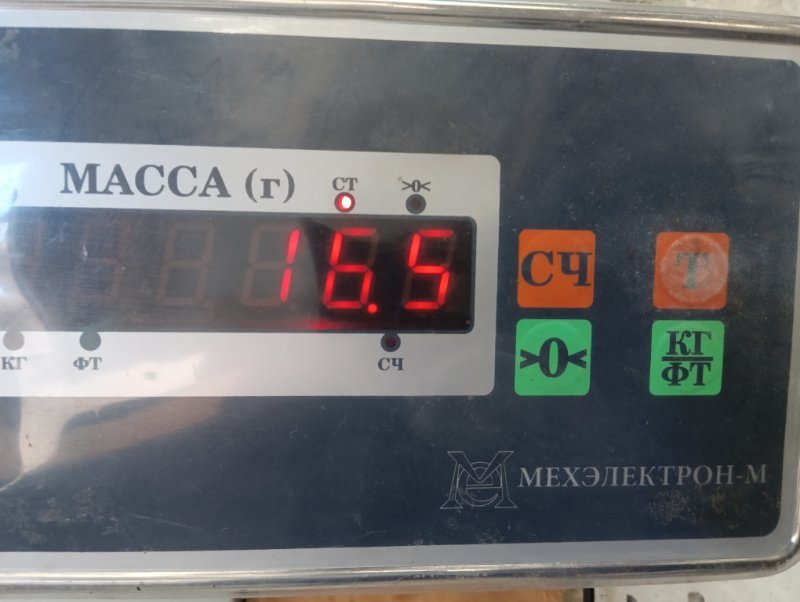 МАССА (г)
СТ >0<
16.5
КГ ФТ СЧ
СЧ Т
>0< КГ
ФТ
МЕХЭЛЕКТРОН-М